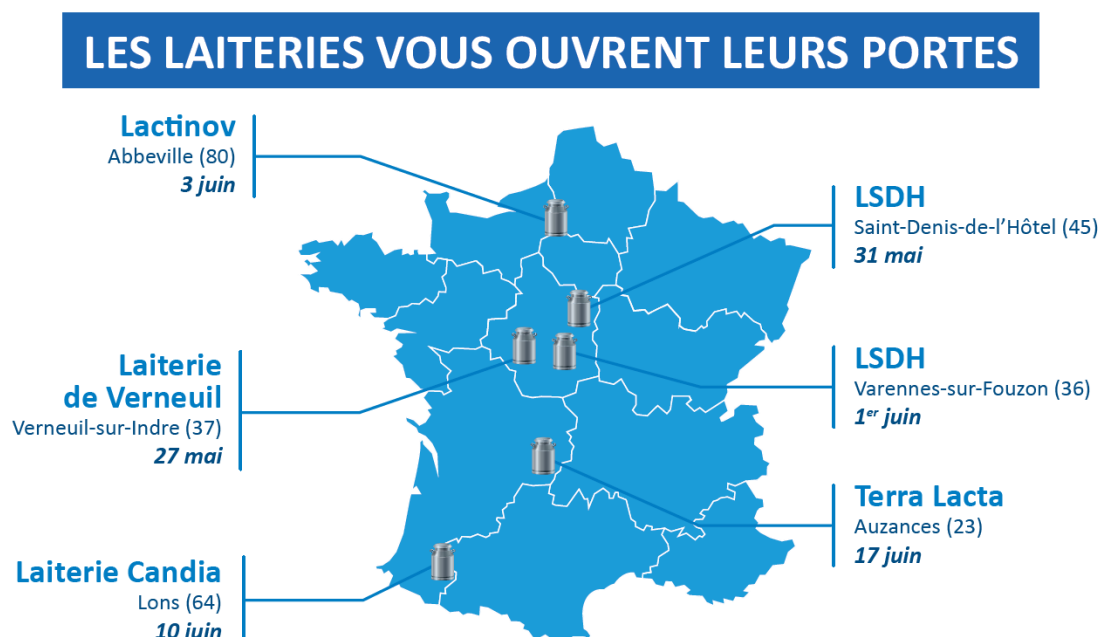 LES LAITERIES VOUS OUVRENT LEURS PORTES
Lactinov
Abbeville (80)
3 juin
LSDH
Saint-Denis-de-l'Hôtel (45)
31 mai
Laiterie
de Verneuil
Verneuil-sur-Indre (37)
27 mai
LSDH
Varennes-sur-Fouzon (36)
1er juin
Terra Lacta
Auzances (23)
17 juin
Laiterie Candia
Lons (64)
10 juin